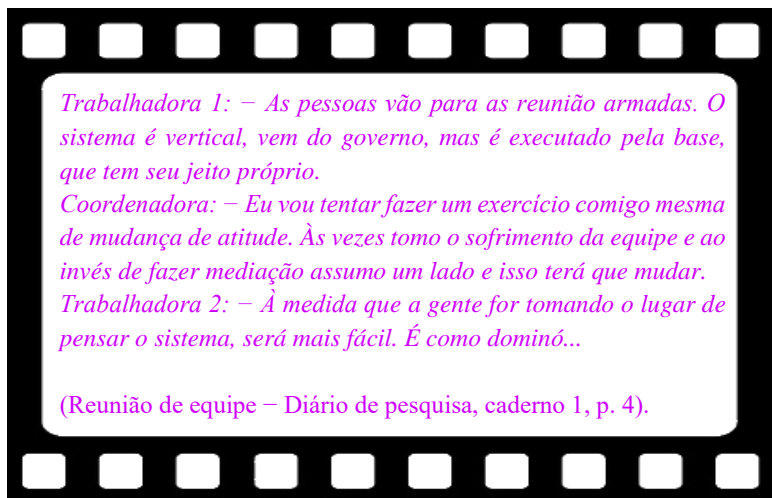 Trabalhadora 1: − As pessoas vão para as reunião armadas. O
sistema é vertical, vem do governo, mas é executado pela base,
que tem seu jeito próprio.
Coordenadora: − Eu vou tentar fazer um exercício comigo mesma
de mudança de atitude. Às vezes tomo o sofrimento da equipe e ao
invés de fazer mediação assumo um lado e isso terá que mudar.
Trabalhadora 2: − À medida que a gente for tomando o lugar de
pensar o sistema, será mais fácil. É como dominó...
(Reunião de equipe − Diário de pesquisa, caderno 1, p. 4).